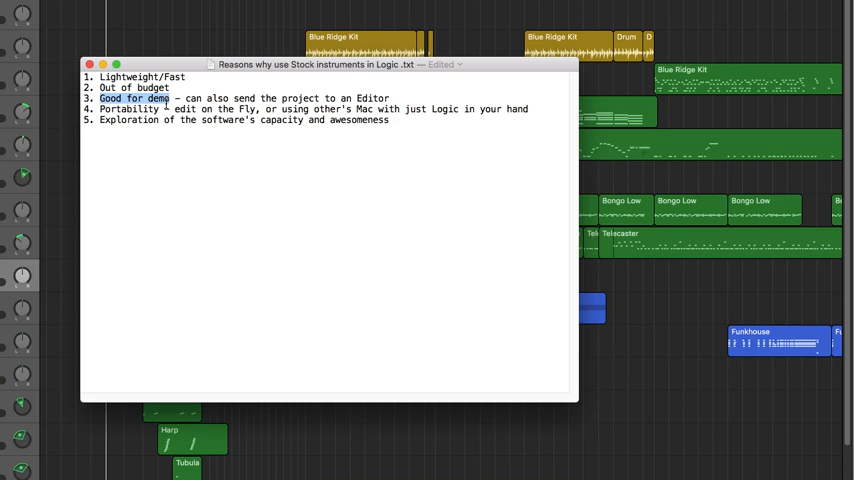 Blue Ridge Kit
Blue Ridge Kit
Drum
D
Reasons why use Stock instruments in Logic .txt — Edited
1. Lightweight/Fast
2. Out of budget
3. Good for demo - can also send the project to an Editor
4. Portability - edit on the Fly, or using other's Mac with just Logic in your hand
5. Exploration of the software's capacity and awesomeness
Blue Ridge Kit
Bongo Low
Bongo Low
Bongo Low
Be
Tel
Telecaster
Funkhouse
Fu
Harp
Tubula